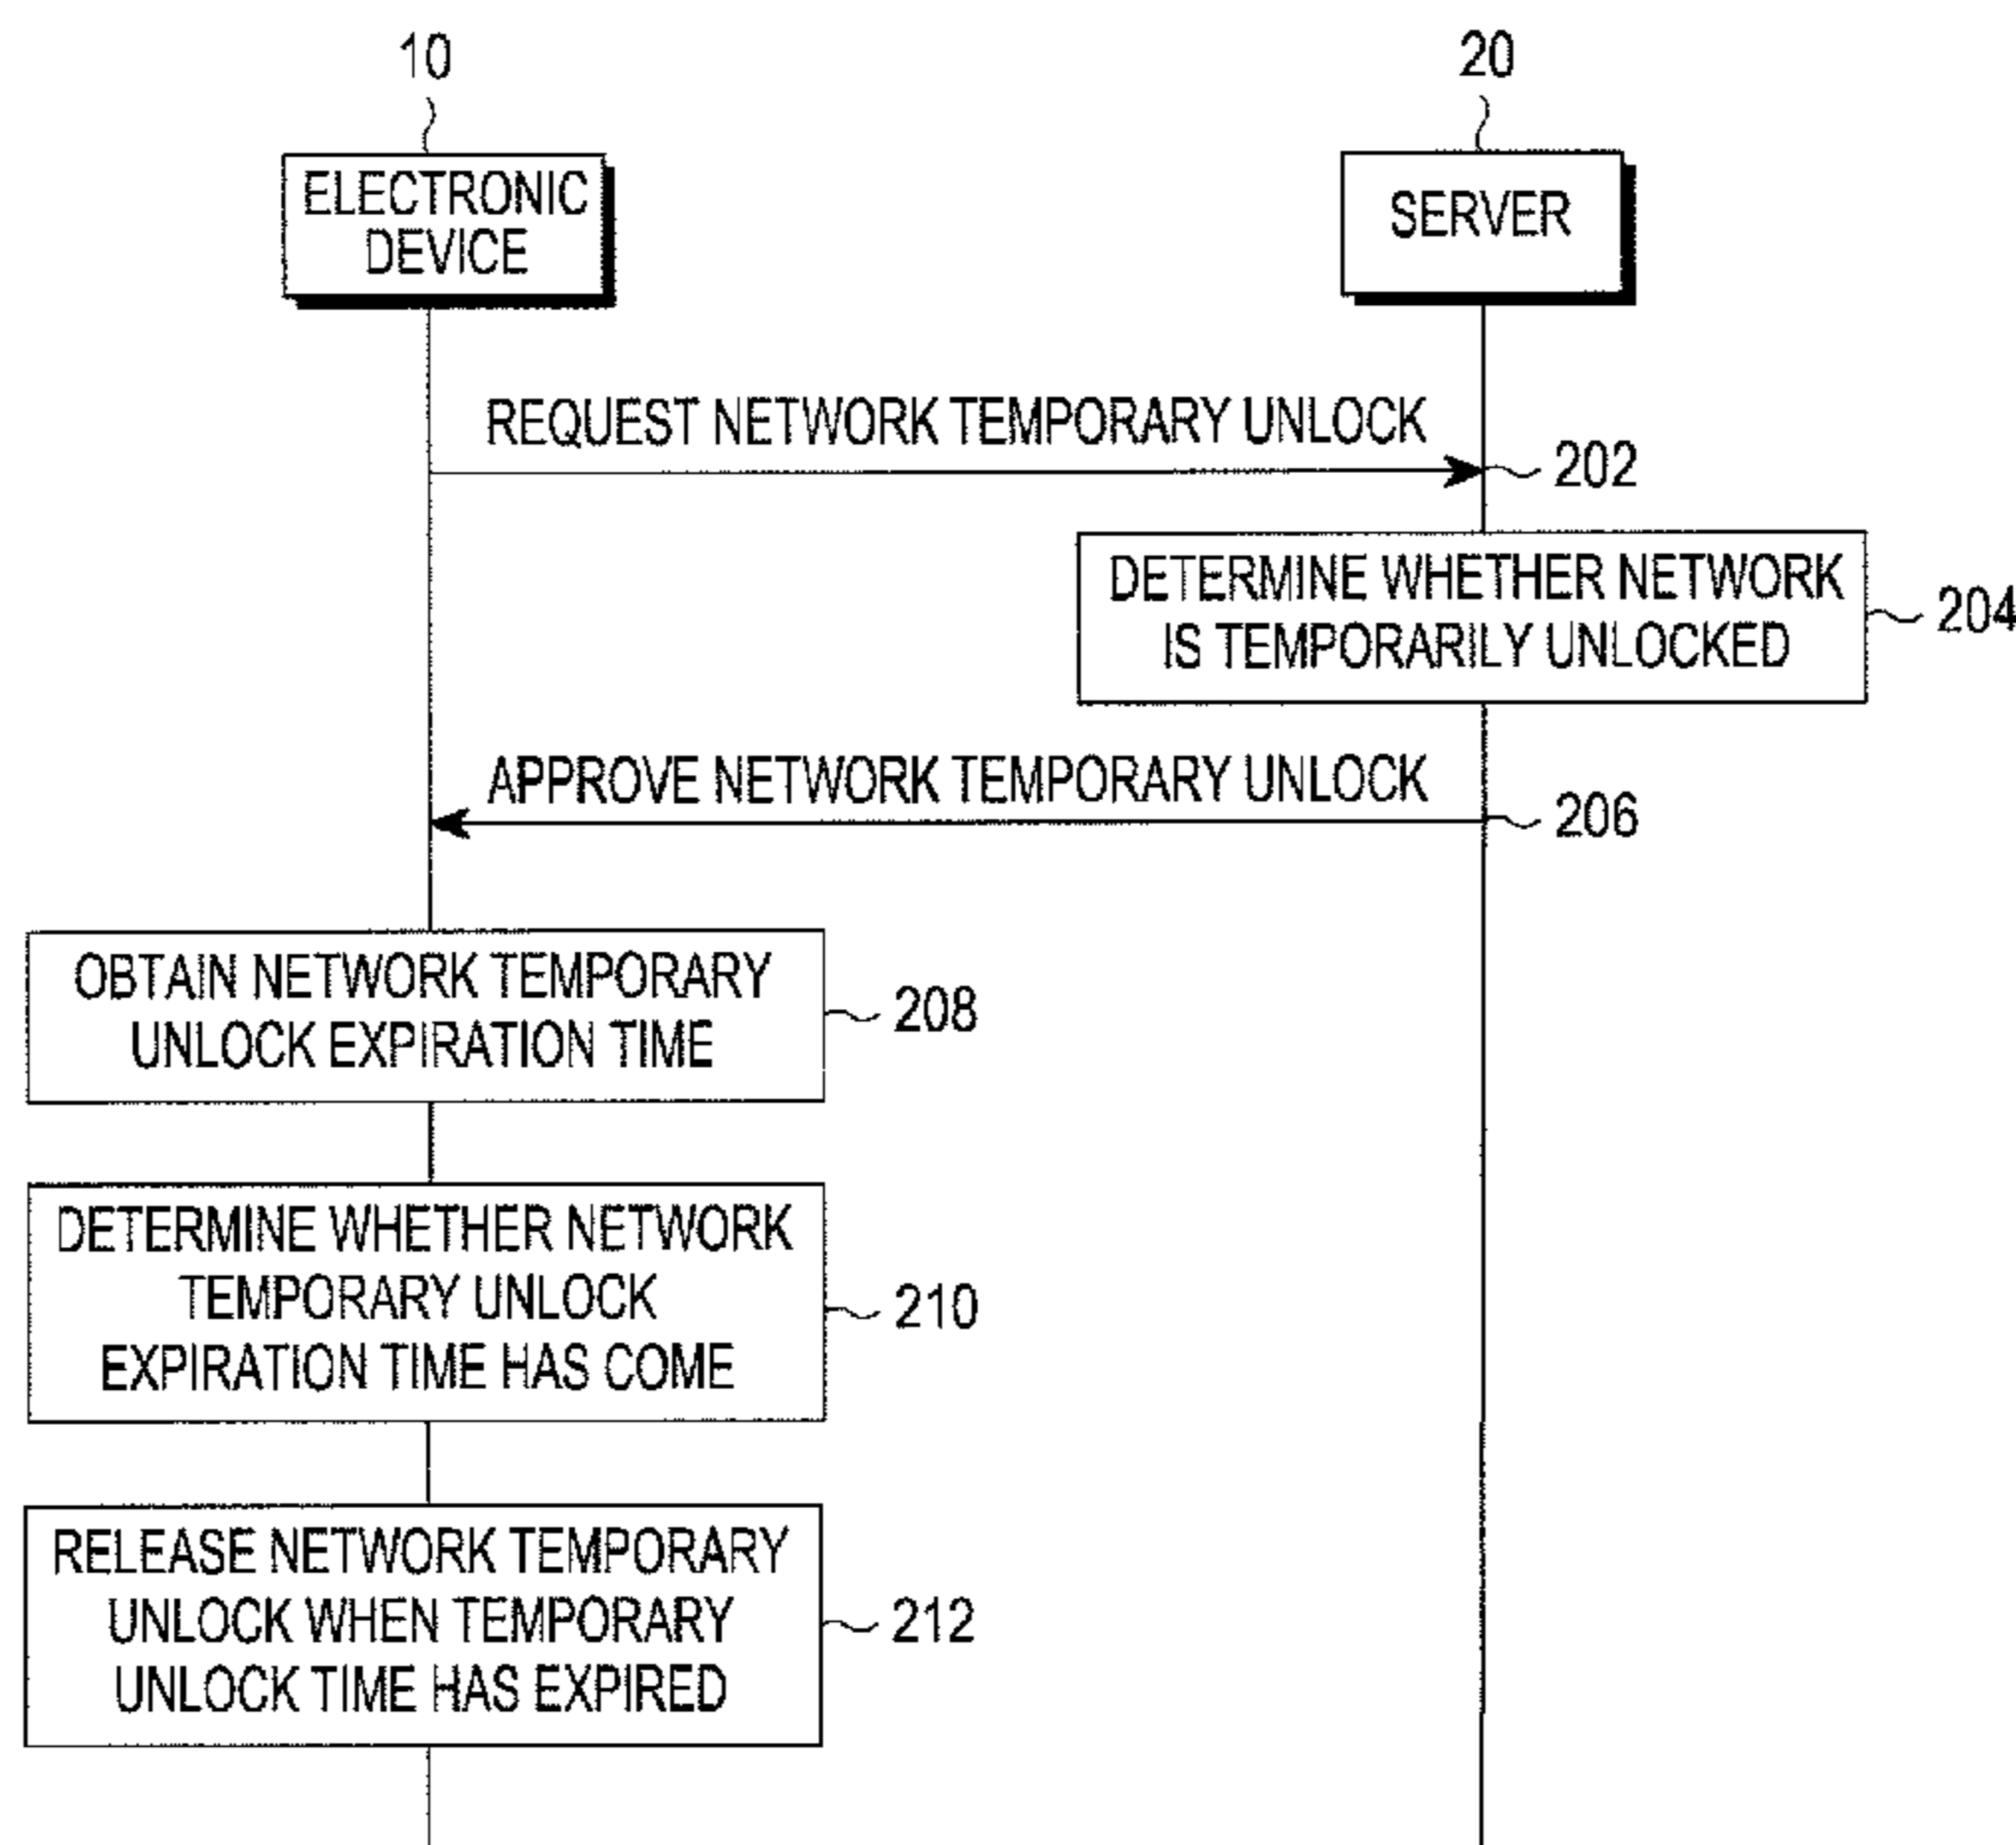 10
20
ELECTRONIC
DEVICE
SERVER
REQUEST NETWORK TEMPORARY UNLOCK
202
DETERMINE WHETHER NETWORK
IS TEMPORARILY UNLOCKED
204
APPROVE NETWORK TEMPORARY UNLOCK
206
OBTAIN NETWORK TEMPORARY
UNLOCK EXPIRATION TIME
208
DETERMINE WHETHER NETWORK
TEMPORARY UNLOCK
EXPIRATION TIME HAS COME
210
RELEASE NETWORK TEMPORARY
UNLOCK WHEN TEMPORARY
UNLOCK TIME HAS EXPIRED
212